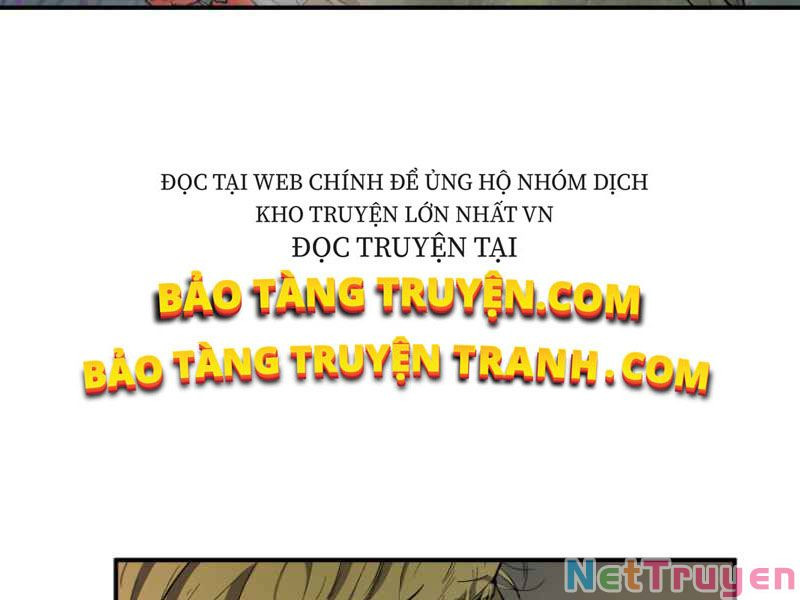 ĐỌC TẠI WEB CHÍNH ĐỂ ỦNG HỘ NHÓM DỊCH
KHO TRUYỆN LỚN NHẤT VN
ĐỌC TRUYỆN TẠI
BẢO TÀNG TRUYỆN.COM
BẢO TÀNG TRUYỆN TRANH.COM
NetTruyen